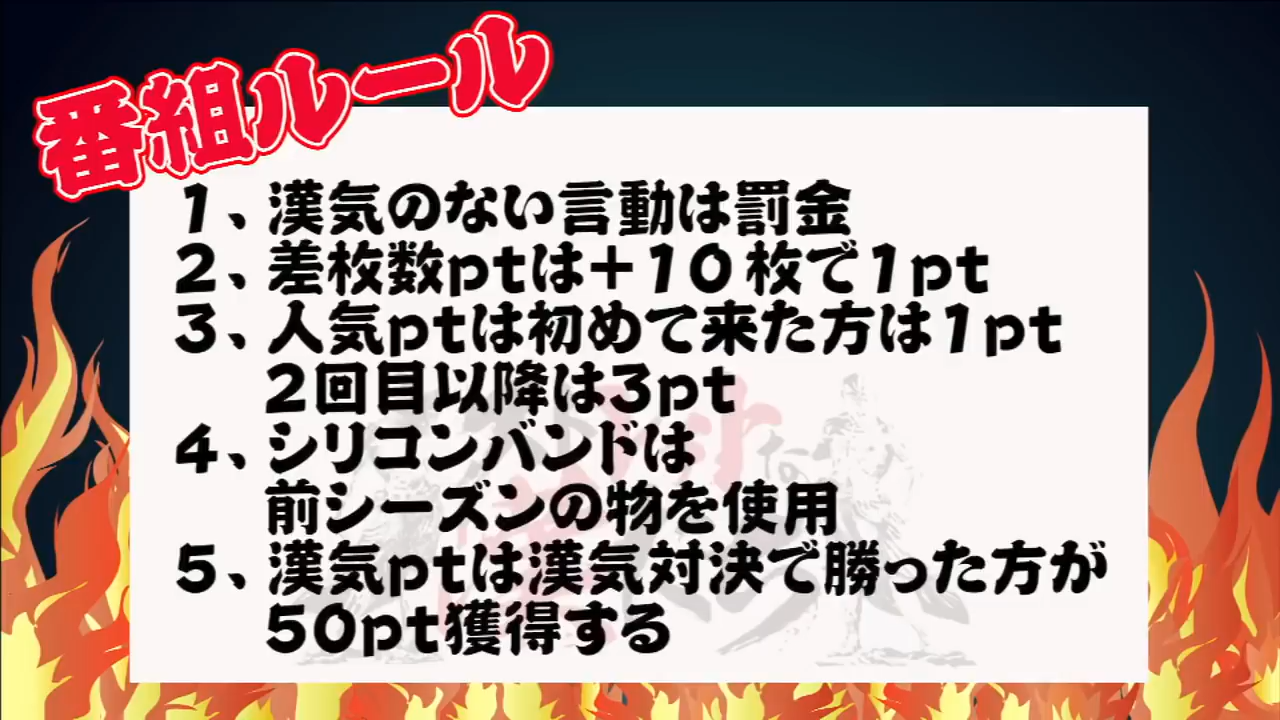 番組ルール
１、漢気のない言動は罰金
２、差枚数ptは＋１０枚で１pt
３、人気ptは初めて来た方は１pt
２回目以降は３pt
４、シリコンバンドは
前シーズンの物を使用
５、漢気ptは漢気対決で勝った方が
５０pt獲得する